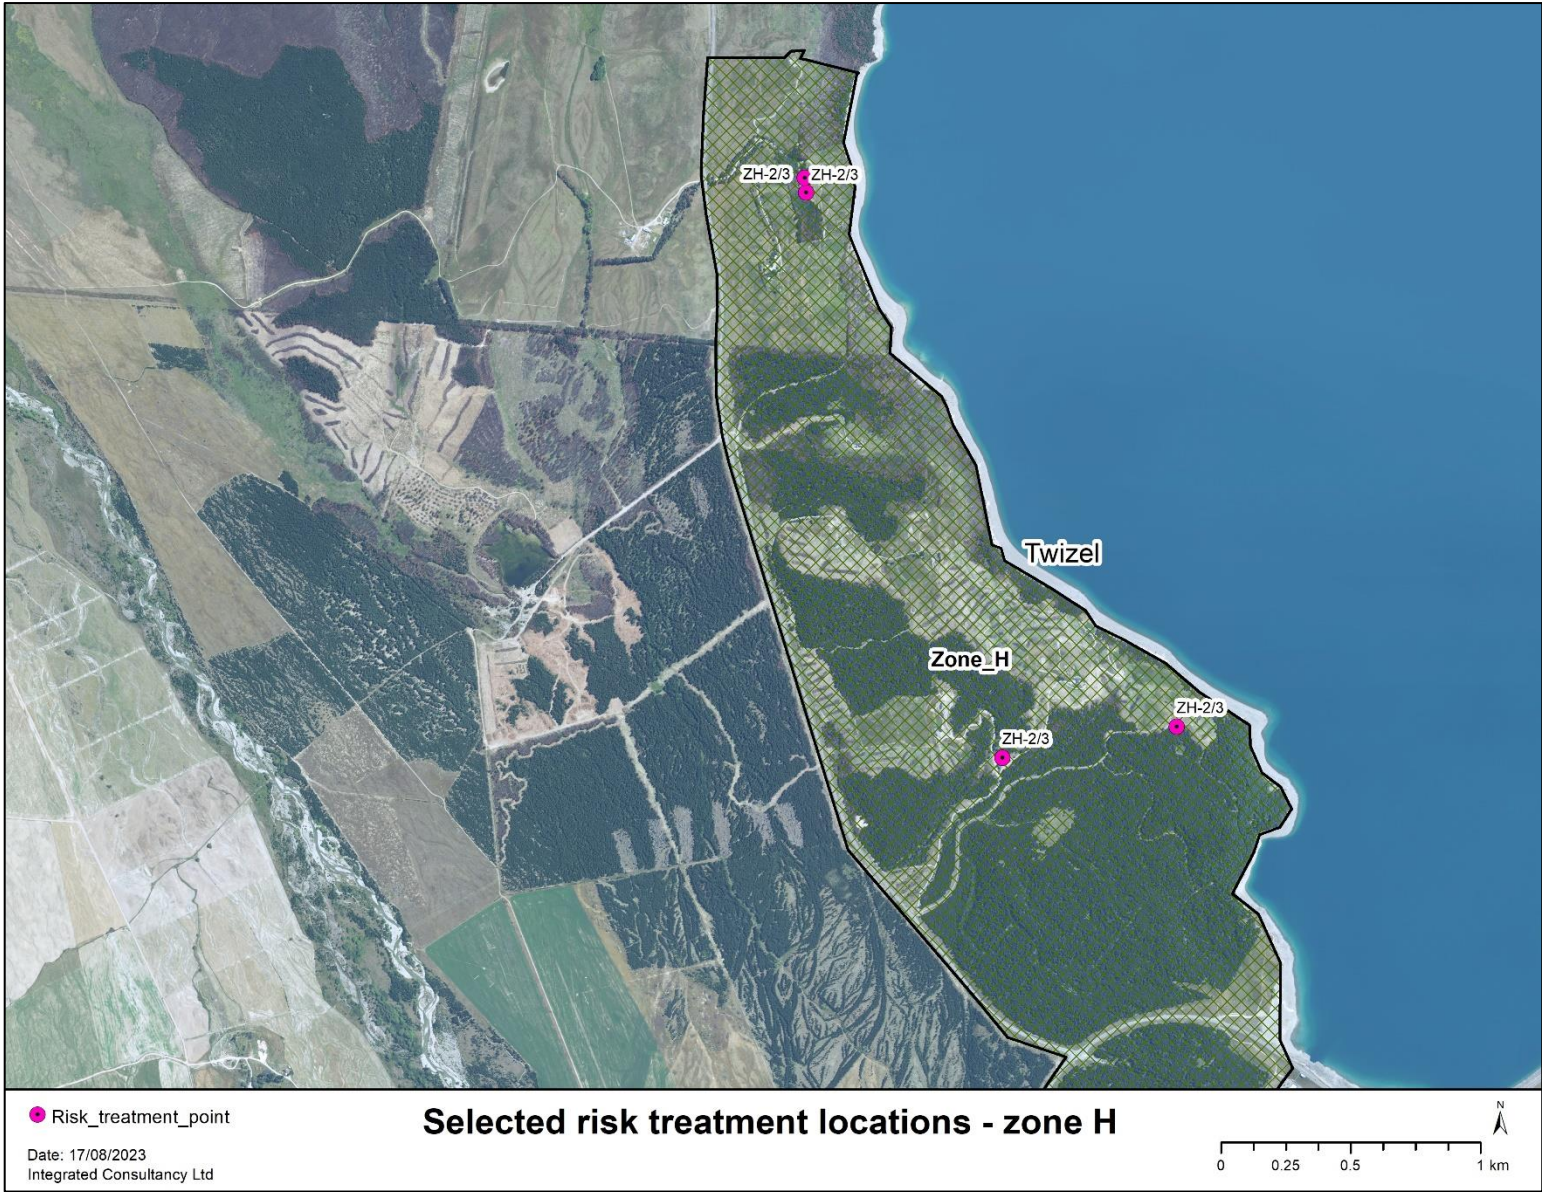 ZH-2/3 ZH-2/3
Twizel
Zone_H
ZH-2/3
ZH-2/3
Risk_treatment_point
Selected risk treatment locations - zone H
N
Date: 17/08/2023
Integrated Consultancy Ltd
0 0.25 0.5 1 km